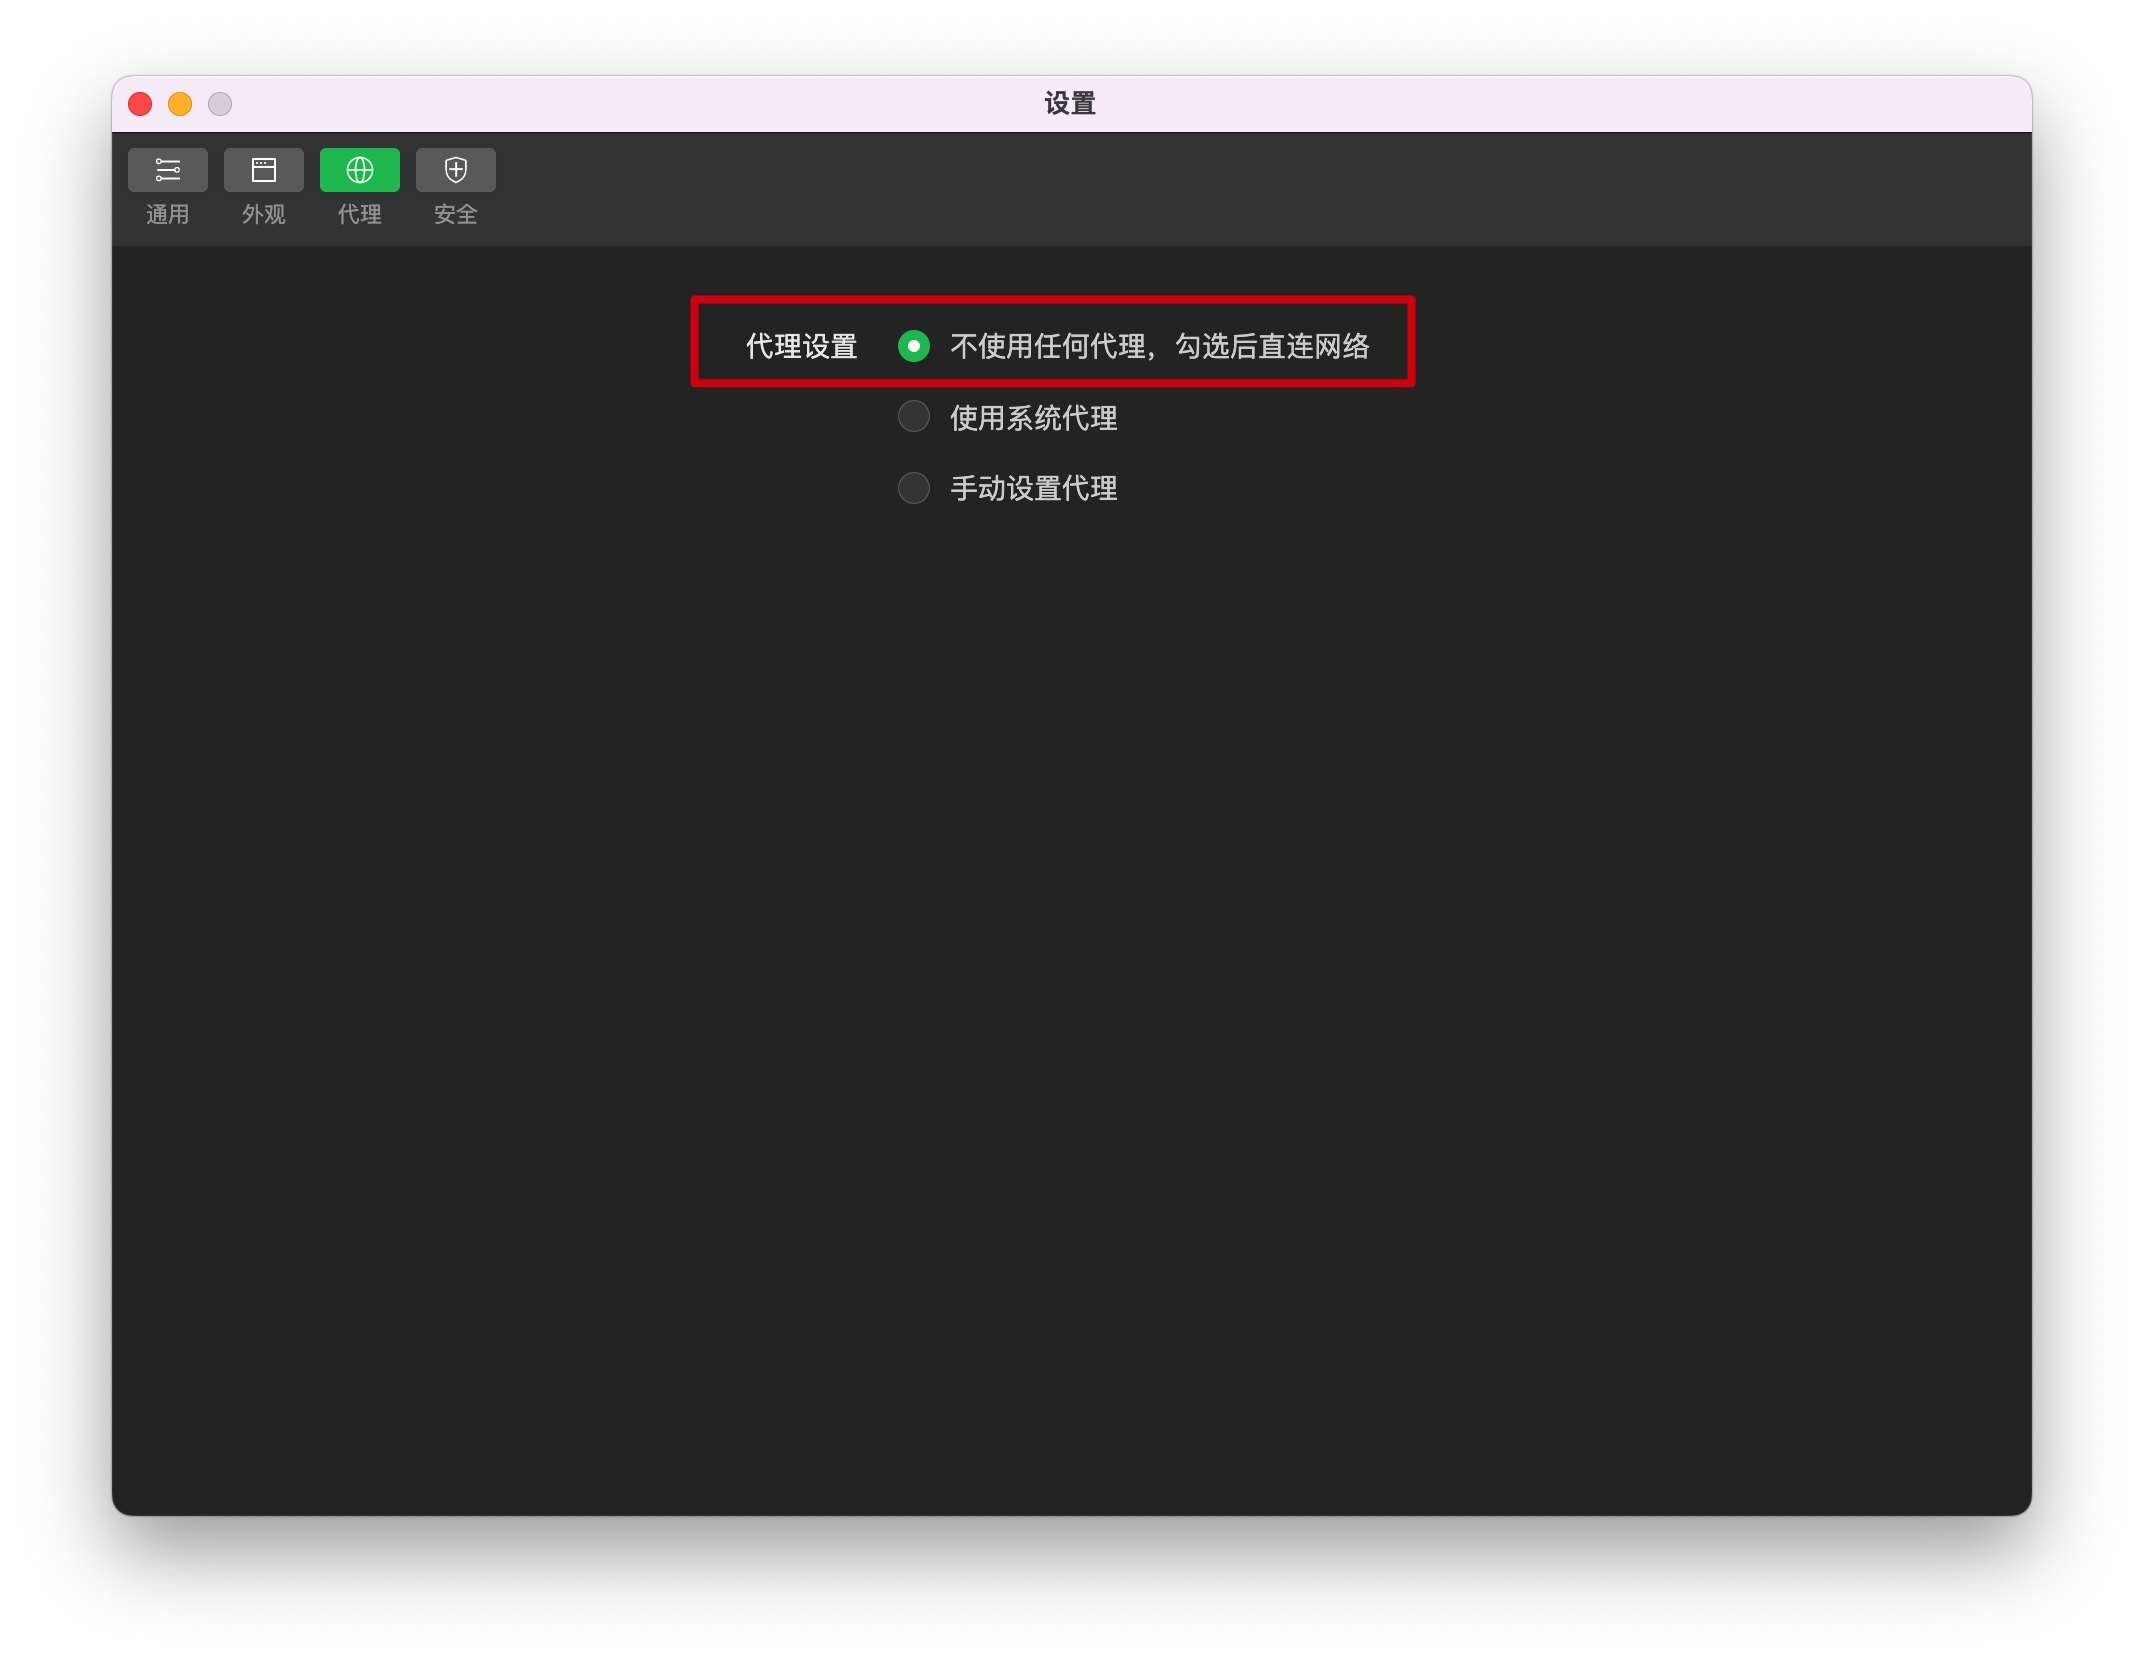 设置
通用 外观 代理 安全
代理设置 不使用任何代理，勾选后直连网络
使用系统代理
手动设置代理